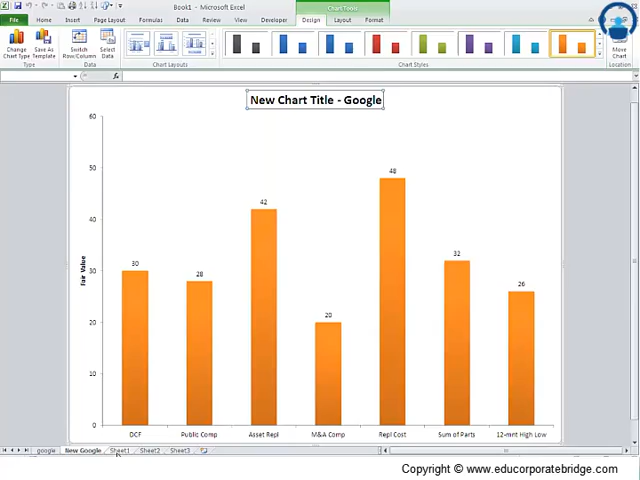 Book1 - Microsoft Excel
Chart Tools
File Home Insert Page Layout Formulas Data Review View Developer Design Layout Format
Change Chart Type
Save As Template
Switch Row/Column
Select Data
Move Chart
Type Data Chart Layouts Chart Styles Location
fx
New Chart Title - Google
60
50
40
30
20
10
0
Fair Value
30 28 42 20 48 32 26
DCF Public Comp Asset Repl M&A Comp Repl Cost Sum of Parts 12-mnt High Low
google New Google Sheet1 Sheet2 Sheet3
Copyright © www.educorporatebridge.com